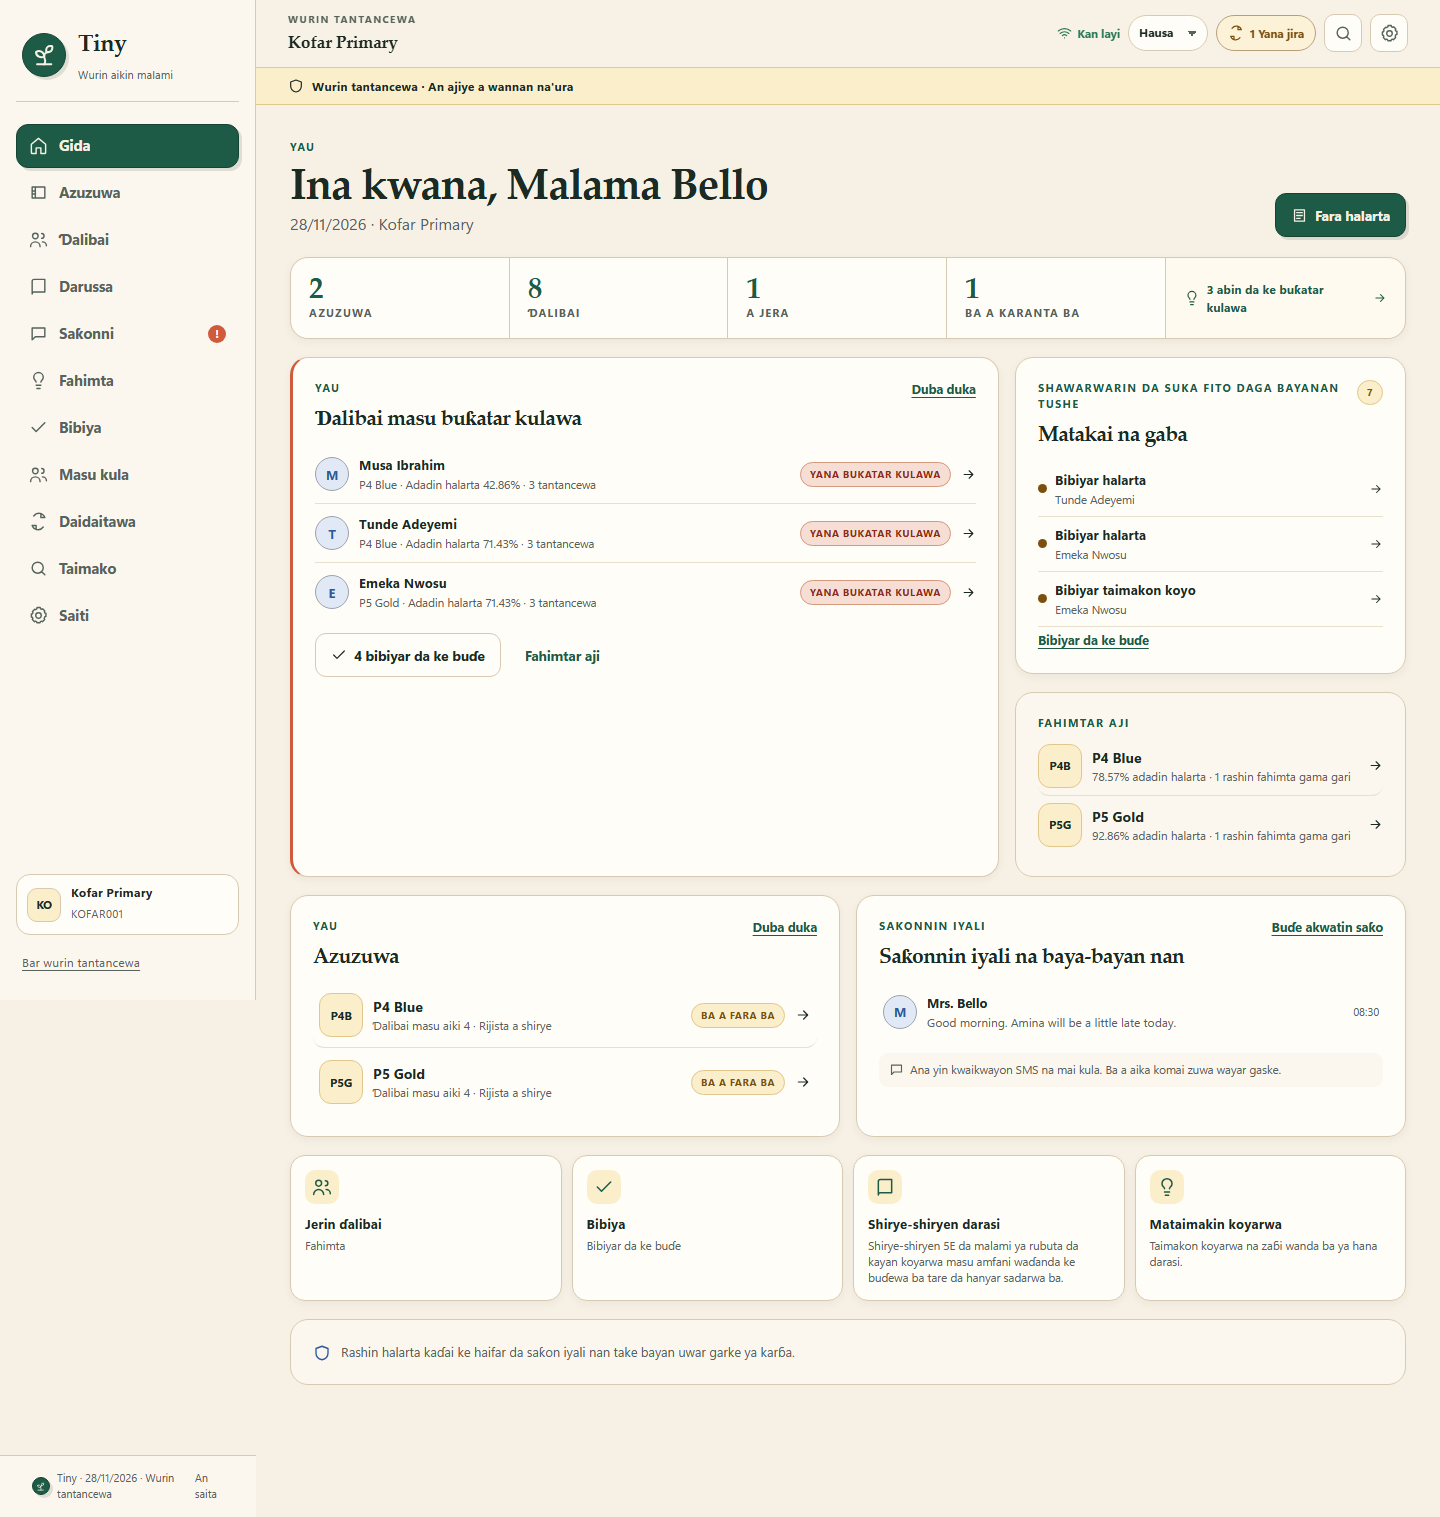 Tiny
Wurin aikin malami
Gida
Azuzuwa
Ɗalibai
Darussa
Saƙonni
!
Fahimta
Bibiya
Masu kula
Daidaitawa
Taimako
Saiti
KO
Kofar Primary
KOFAR001
Bar wurin tantancewa
Tiny · 28/11/2026 · Wurin
tantancewa
An
saita
WURIN TANTANCEWA
Kofar Primary
Kan layi
Hausa
1 Yana jira
Wurin tantancewa · An ajiye a wannan na'ura
YAU
Ina kwana, Malama Bello
28/11/2026 · Kofar Primary
Fara halarta
2
AZUZUWA
8
ƊALIBAI
1
A JERA
1
BA A KARANTA BA
3 abin da ke buƙatar
kulawa
YAU
Duba duka
Ɗalibai masu buƙatar kulawa
M
Musa Ibrahim
P4 Blue · Adadin halarta 42.86% · 3 tantancewa
YANA BUKATAR KULAWA
T
Tunde Adeyemi
P4 Blue · Adadin halarta 71.43% · 3 tantancewa
YANA BUKATAR KULAWA
E
Emeka Nwosu
P5 Gold · Adadin halarta 71.43% · 3 tantancewa
YANA BUKATAR KULAWA
4 bibiyar da ke buɗe
Fahimtar aji
SHAWARWARIN DA SUKA FITO DAGA BAYANAN
TUSHE
7
Matakai na gaba
Bibiyar halarta
Tunde Adeyemi
Bibiyar halarta
Emeka Nwosu
Bibiyar taimakon koyo
Emeka Nwosu
Bibiyar da ke buɗe
FAHIMTAR AJI
P4B
P4 Blue
78.57% adadin halarta · 1 rashin fahimta gama gari
P5G
P5 Gold
92.86% adadin halarta · 1 rashin fahimta gama gari
YAU
Duba duka
Azuzuwa
P4B
P4 Blue
Ɗalibai masu aiki 4 · Rijista a shirye
BA A FARA BA
P5G
P5 Gold
Ɗalibai masu aiki 4 · Rijista a shirye
BA A FARA BA
SAKONNIN IYALI
Buɗe akwatin saƙo
Saƙonnin iyali na baya-bayan nan
M
Mrs. Bello
Good morning. Amina will be a little late today.
08:30
Ana yin kwaikwayon SMS na mai kula. Ba a aika komai zuwa wayar gaske.
Jerin ɗalibai
Fahimta
Bibiya
Bibiyar da ke buɗe
Shirye-shiryen darasi
Shirye-shiryen 5E da malami ya rubuta da
kayan koyarwa masu amfani waɗanda ke
buɗewa ba tare da hanyar sadarwa ba.
Mataimakin koyarwa
Taimakon koyarwa na zaɓi wanda ba ya hana
darasi.
Rashin halarta kaɗai ke haifar da saƙon iyali nan take bayan uwar garke ya karɓa.